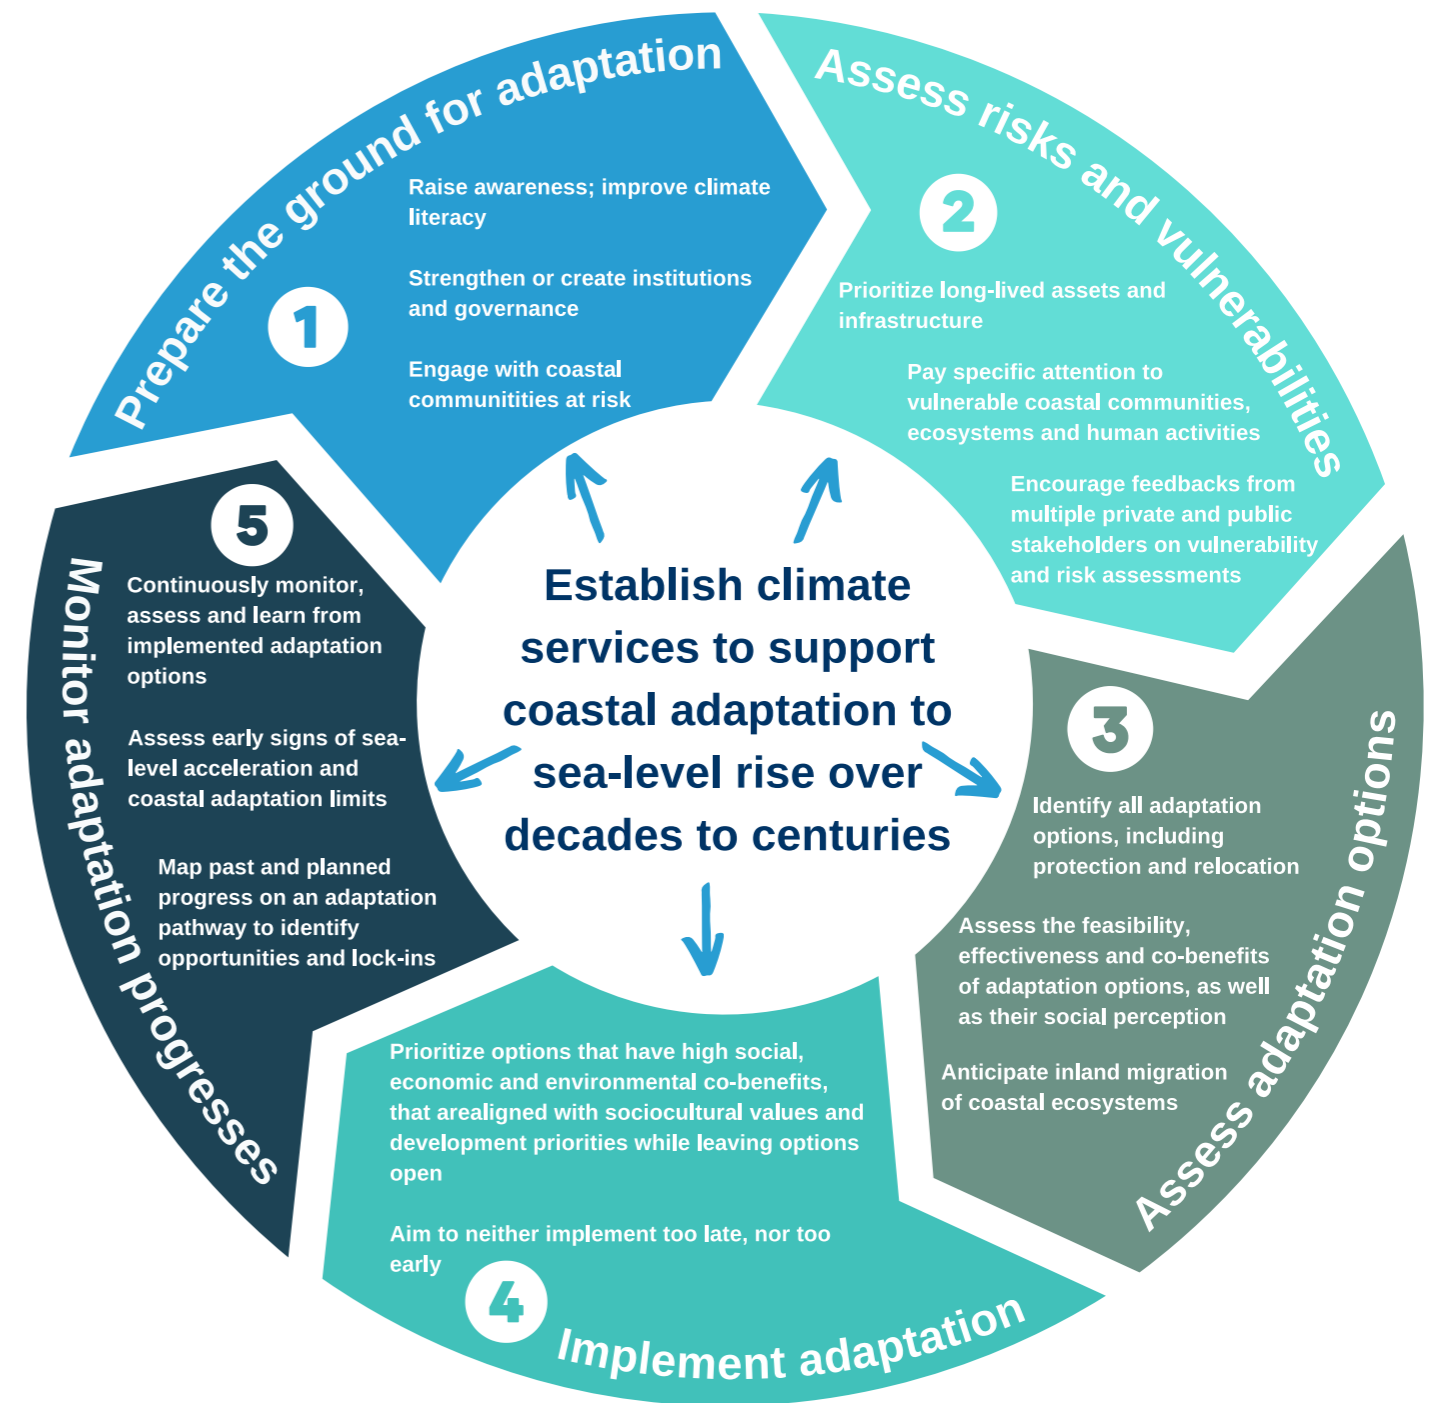 Prepare the ground for adaptation
1
Raise awareness; improve climate
literacy
Strengthen or create institutions
and governance
Engage with coastal
communitities at risk
Assess risks and vulnerabilities
2
Prioritize long-lived assets and
infrastructure
Pay specific attention to
vulnerable coastal communities,
ecosystems and human activities
Encourage feedbacks from
multiple private and public
stakeholders on vulnerability
and risk assessments
Assess adaptation options
3
Identify all adaptation
options, including
protection and relocation
Assess the feasibility,
effectiveness and co-benefits
of adaptation options, as well
as their social perception
Anticipate inland migration
of coastal ecosystems
Implement adaptation
4
Prioritize options that have high social,
economic and environmental co-benefits,
that arealigned with sociocultural values and
development priorities while leaving options
open
Aim to neither implement too late, nor too
early
Monitor adaptation progresses
5
Continuously monitor,
assess and learn from
implemented adaptation
options
Assess early signs of sea-
level acceleration and
coastal adaptation limits
Map past and planned
progress on an adaptation
pathway to identify
opportunities and lock-ins
Establish climate
services to support
coastal adaptation to
sea-level rise over
decades to centuries